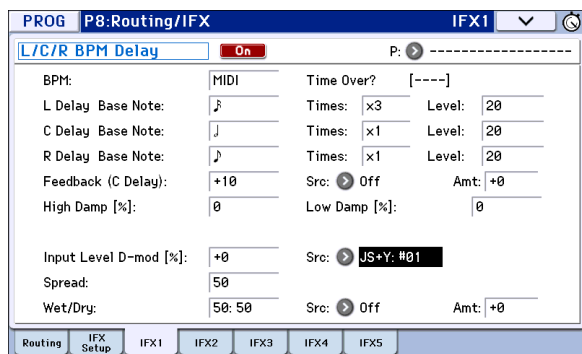 PROG P8:Routing/IFX IFX1
L/C/R BPM Delay On P: ------------------
BPM: MIDI Time Over? [----]
L Delay Base Note: Times: x3 Level: 20
C Delay Base Note: Times: x1 Level: 20
R Delay Base Note: Times: x1 Level: 20
Feedback (C Delay): +10 Src: Off Amt: +0
High Damp [%]: 0 Low Damp [%]: 0
Input Level D-mod [%]: +0 Src: JS+Y: #01
Spread: 50
Wet/Dry: 50:50 Src: Off Amt: +0
Routing IFX Setup IFX1 IFX2 IFX3 IFX4 IFX5